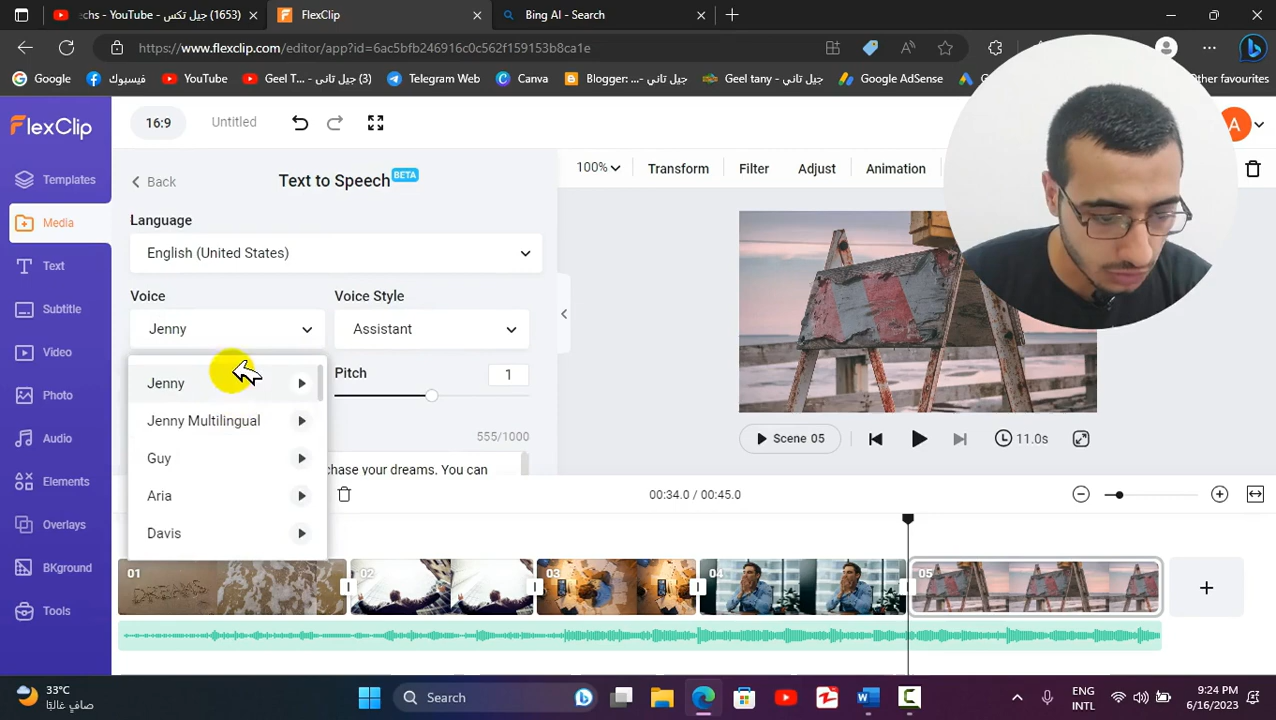 (1653) جيل تكس - YouTube - echs
FlexClip
Bing AI - Search
https://www.flexclip.com/editor/app?id=6ac5bfb246916c0c562f159153b8ca1e
Google
فيسبوك
YouTube
Geel T... - جيل تاني (3)
Telegram Web
Canva
Blogger: ...- جيل تاني
Geel tany - جيل تاني
Google AdSense
Other favourites
FlexClip
16:9
Untitled
A
Templates
Media
Text
Subtitle
Video
Photo
Audio
Elements
Overlays
BKground
Tools
Back
Text to Speech
BETA
Language
English (United States)
Voice
Voice Style
Jenny
Assistant
Jenny
Jenny Multilingual
Guy
Aria
Davis
Pitch
1
555/1000
chase your dreams. You can
100%
Transform
Filter
Adjust
Animation
Scene 05
11.0s
00:34.0 / 00:45.0
01
02
03
04
05
33°C
صافٍ غالبًا
Search
ENG
INTL
9:24 PM
6/16/2023